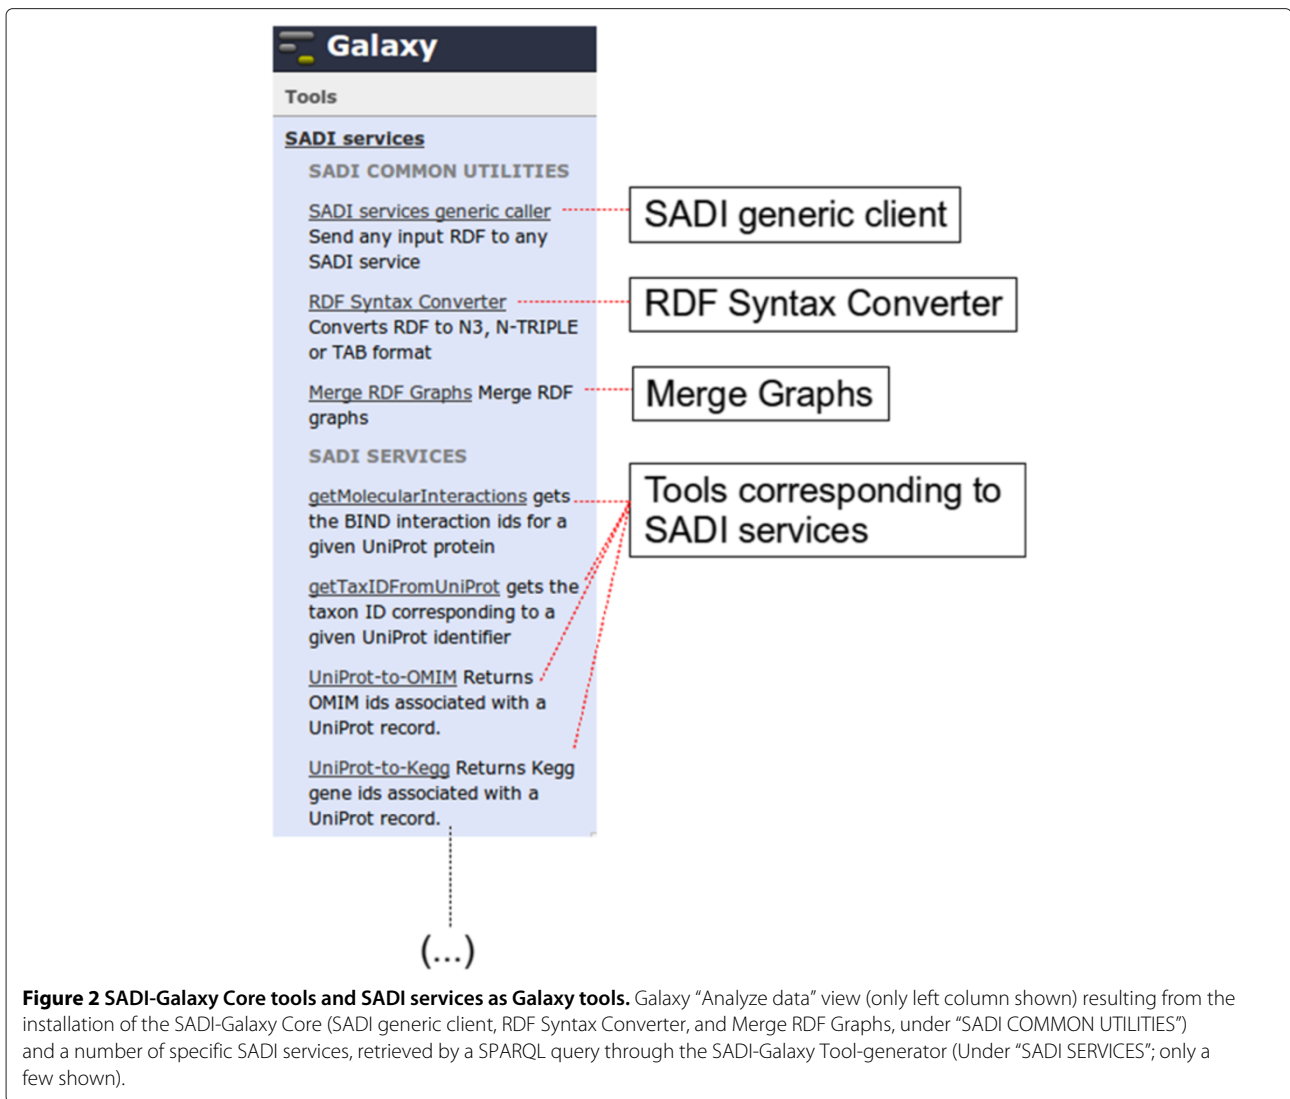 Galaxy
Tools
SADI services
SADI COMMON UTILITIES
SADI services generic caller
Send any input RDF to any
SADI service
SADI generic client
RDF Syntax Converter
Converts RDF to N3, N-TRIPLE
or TAB format
RDF Syntax Converter
Merge RDF Graphs Merge RDF
graphs
Merge Graphs
SADI SERVICES
getMolecularInteractions gets
the BIND interaction ids for a
given UniProt protein
Tools corresponding to
SADI services
getTaxIDFromUniProt gets the
taxon ID corresponding to a
given UniProt identifier
UniProt-to-OMIM Returns
OMIM ids associated with a
UniProt record.
UniProt-to-Kegg Returns Kegg
gene ids associated with a
UniProt record.
(...)
Figure 2 SADI-Galaxy Core tools and SADI services as Galaxy tools. Galaxy “Analyze data” view (only left column shown) resulting from the
installation of the SADI-Galaxy Core (SADI generic client, RDF Syntax Converter, and Merge RDF Graphs, under “SADI COMMON UTILITIES”)
and a number of specific SADI services, retrieved by a SPARQL query through the SADI-Galaxy Tool-generator (Under “SADI SERVICES”; only a
few shown).